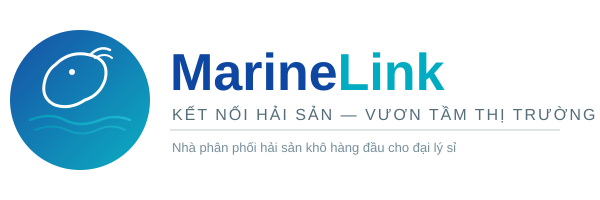 MarineLink
KẾT NỐI HẢI SẢN — VƯƠN TẦM THỊ TRƯỜNG
Nhà phân phối hải sản khô hàng đầu cho đại lý sỉ